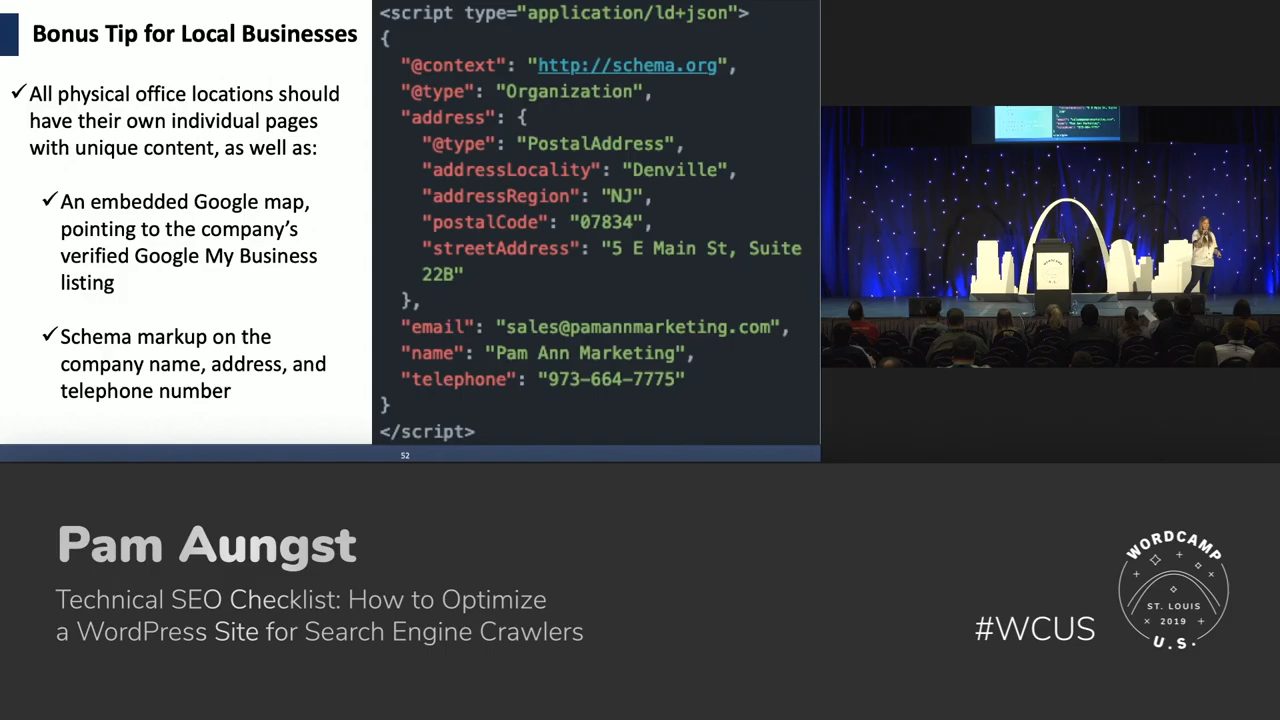 Bonus Tip for Local Businesses
✓All physical office locations should
have their own individual pages
with unique content, as well as:
✓An embedded Google map,
pointing to the company's
verified Google My Business
listing
✓Schema markup on the
company name, address, and
telephone number
<script type="application/ld+json">
{
"@context": "http://schema.org",
"@type": "Organization",
"address": {
"@type": "PostalAddress",
"addressLocality": "Denville",
"addressRegion": "NJ",
"postalCode": "07834",
"streetAddress": "5 E Main St, Suite
22B"
},
"email": "sales@pamannmarketing.com",
"name": "Pam Ann Marketing",
"telephone": "973-664-7775"
}
</script>
52
Pam Aungst
Technical SEO Checklist: How to Optimize
a WordPress Site for Search Engine Crawlers
#WCUS
WORDCAMP
ST. LOUIS
2019
U.S.